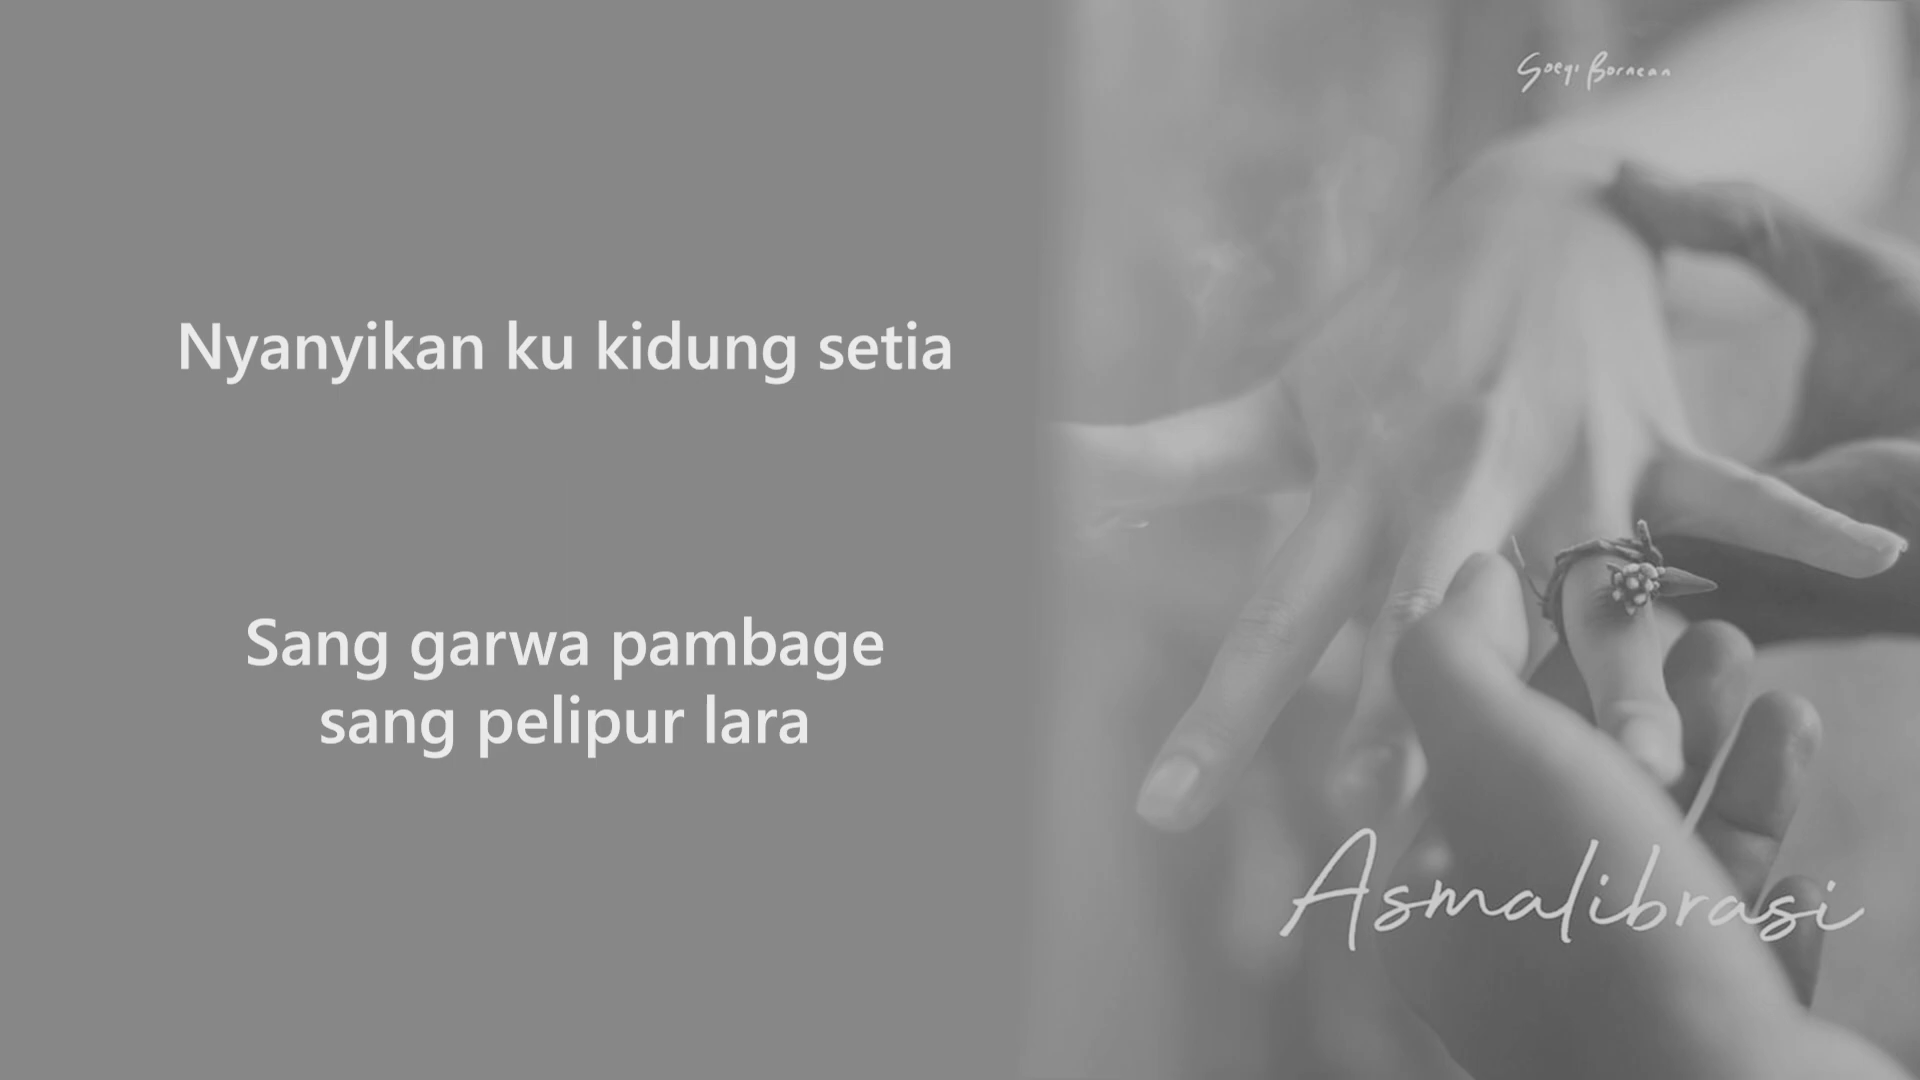 Soegi Bornean
Nyanyikan ku kidung setia
Sang garwa pambage
sang pelipur lara
Asmalibrasi